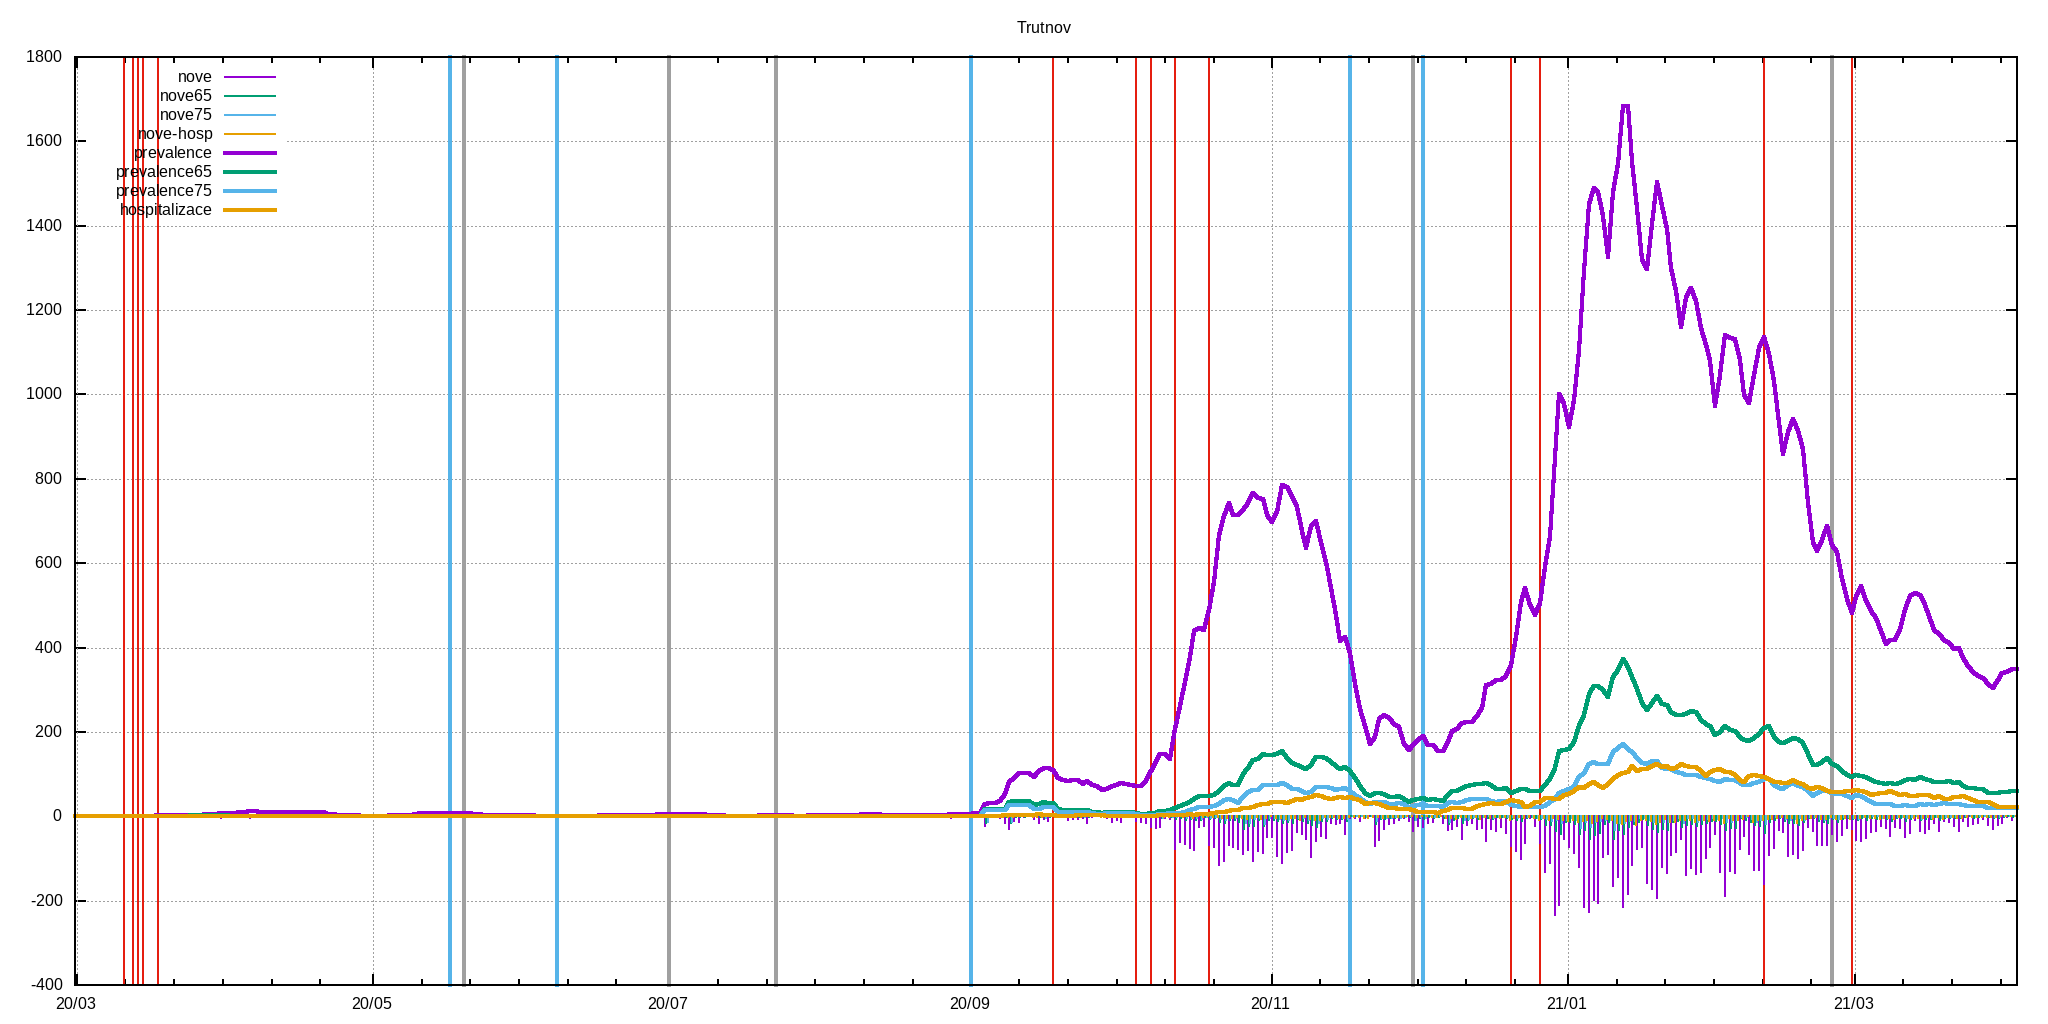 Trutnov
1800
1600
1400
1200
1000
800
600
400
200
0
-200
-400
nove
nove65
nove75
nove-hosp
prevalence
prevalence65
prevalence75
hospitalizace
20/03 20/05 20/07 20/09 20/11 21/01 21/03